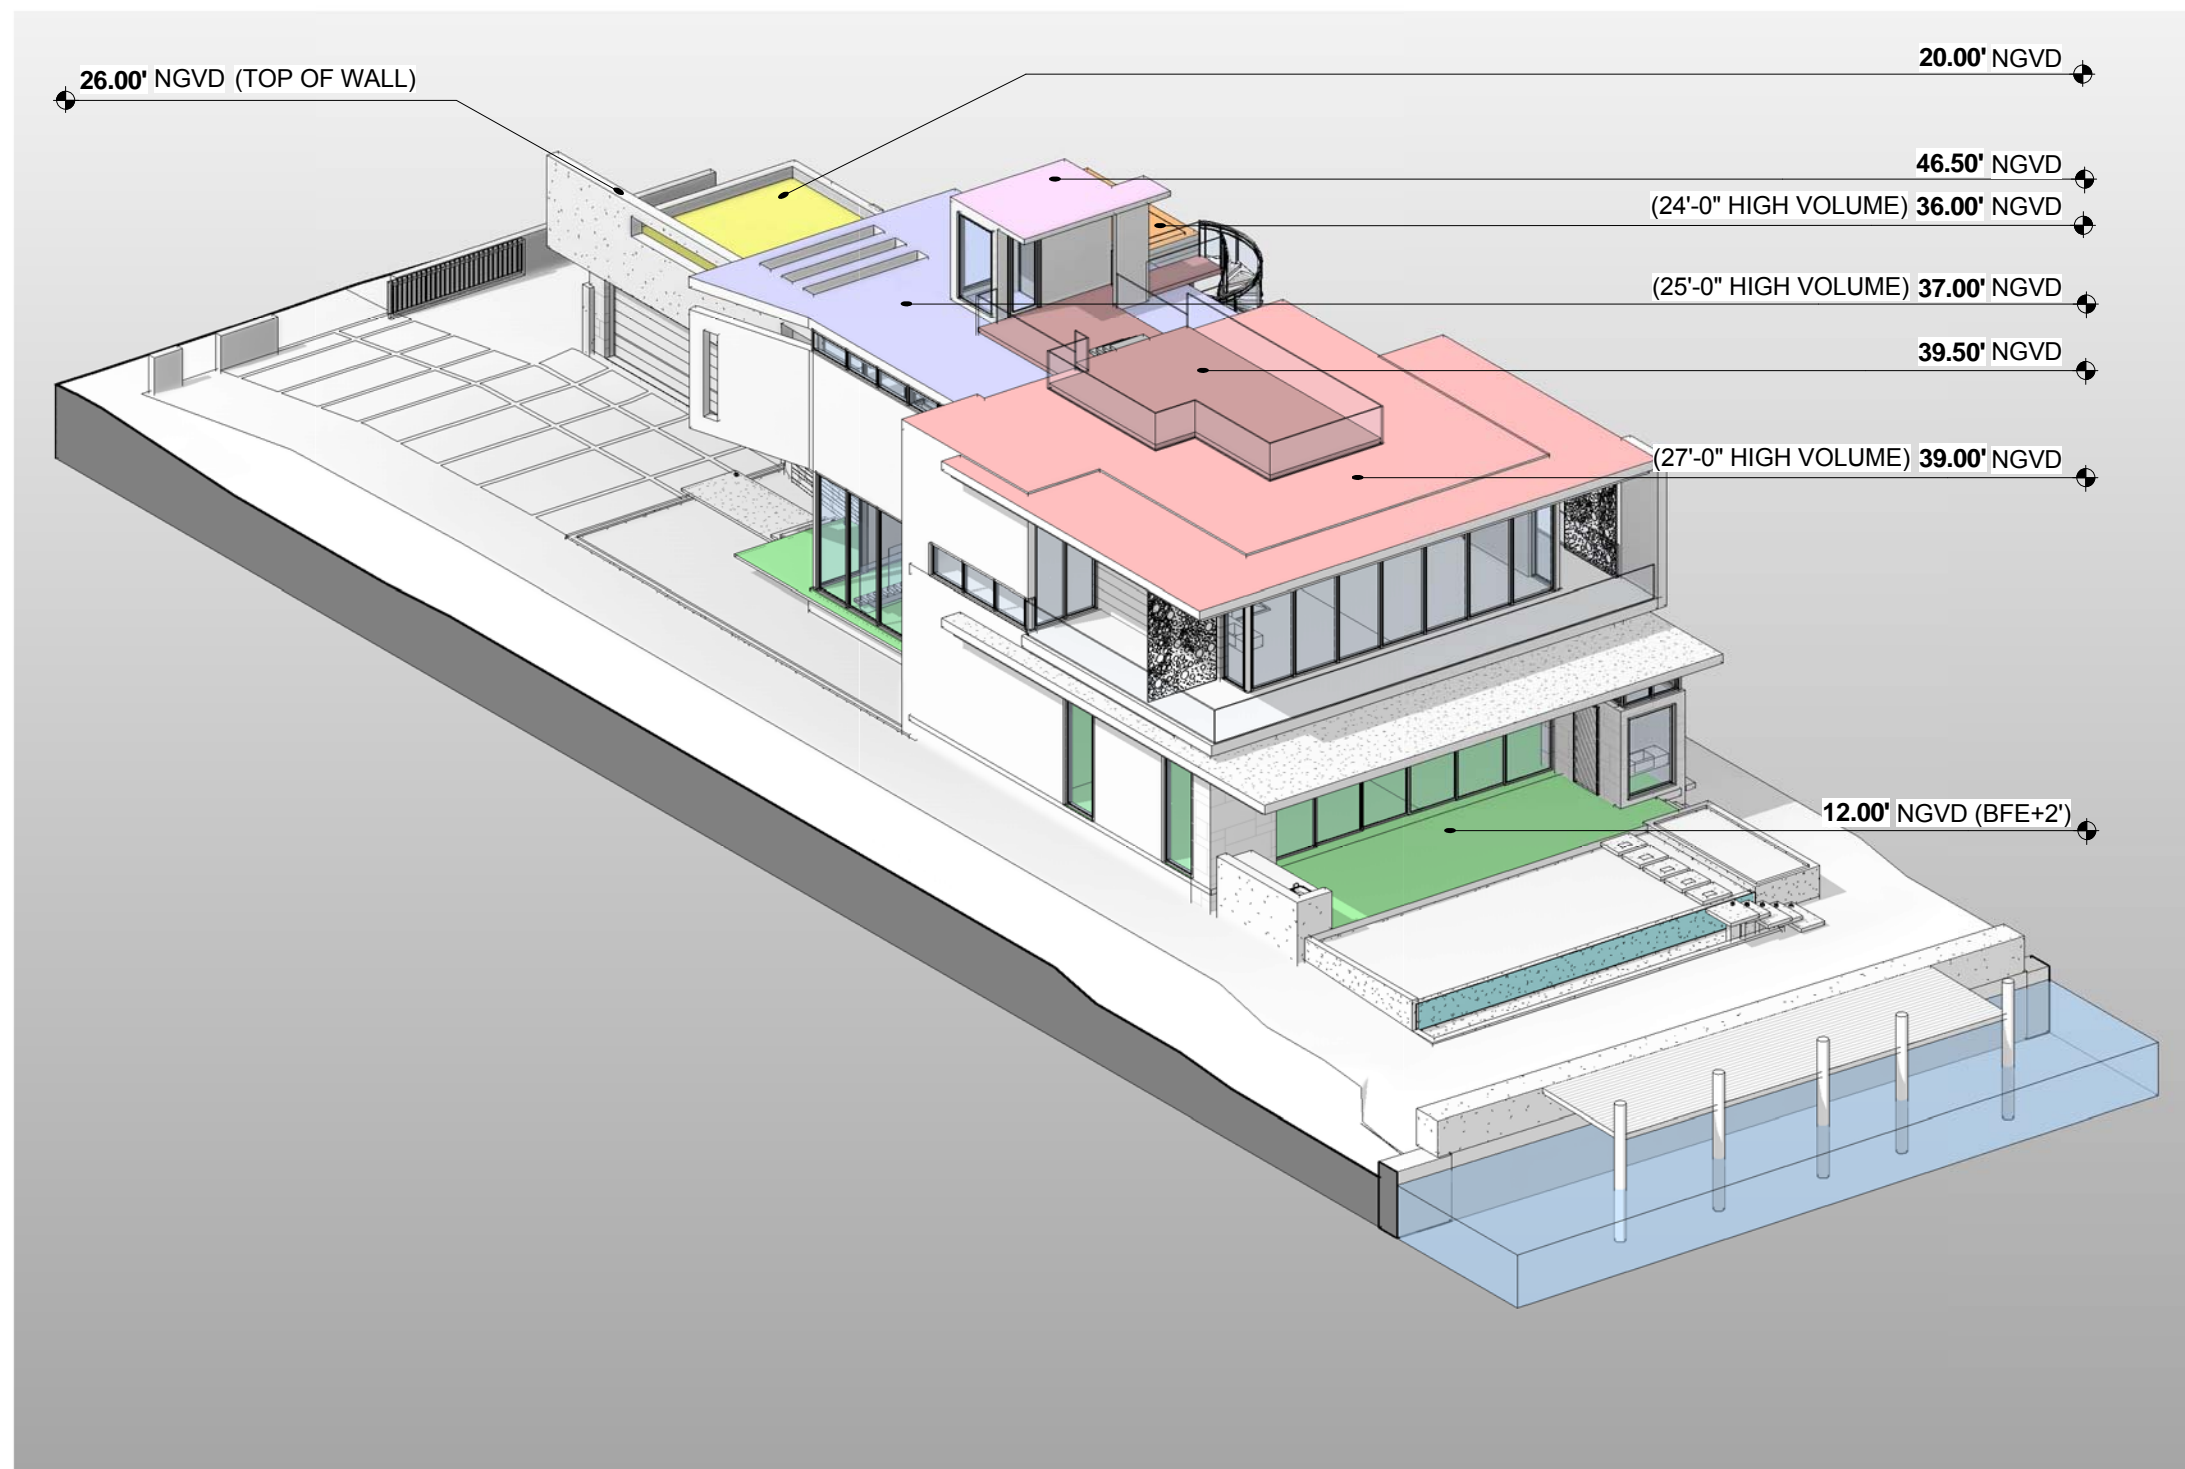 20.00' NGVD
26.00' NGVD (TOP OF WALL)
46.50' NGVD
(24'-0" HIGH VOLUME) 36.00' NGVD
(25'-0" HIGH VOLUME) 37.00' NGVD
39.50' NGVD
(27'-0" HIGH VOLUME) 39.00' NGVD
12.00' NGVD (BFE+2')